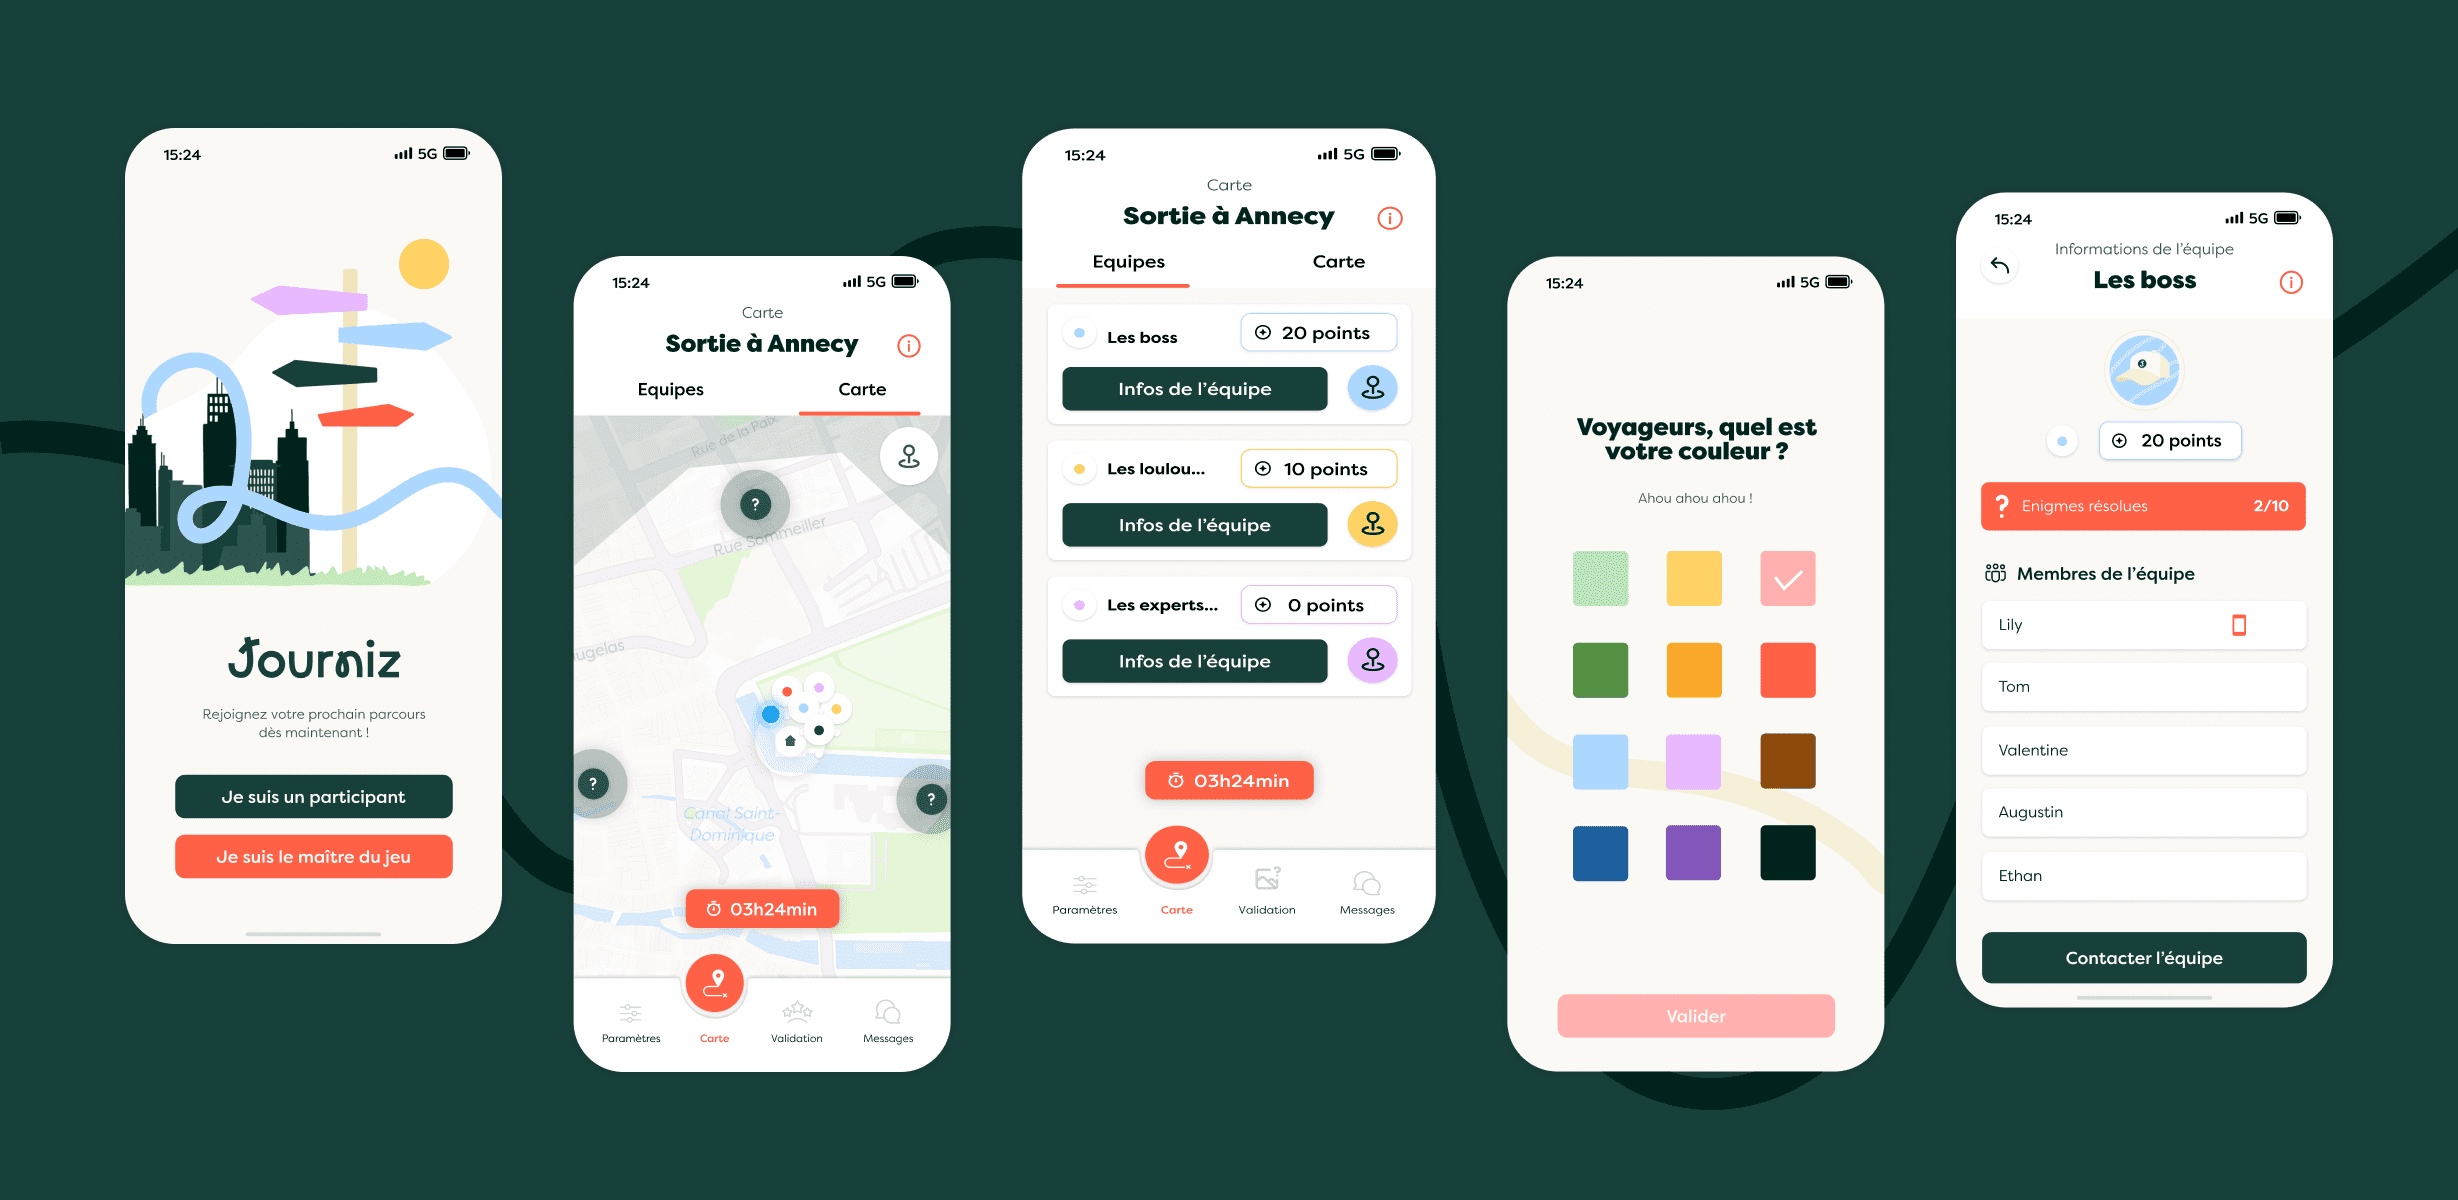 15:24
5G
Journiz
Rejoignez votre prochain parcours
dès maintenant !
Je suis un participant
Je suis le maître du jeu
15:24
5G
Carte
Sortie à Annecy
Equipes
Carte
Rue de la Paix
?
Rue Sommeiller
ugelas
?
?
Canal Saint-
Dominique
03h24min
Paramètres
Carte
Validation
Messages
15:24
5G
Carte
Sortie à Annecy
Equipes
Carte
Les boss
20 points
Infos de l'équipe
Les loulou...
10 points
Infos de l'équipe
Les experts...
0 points
Infos de l'équipe
03h24min
Paramètres
Carte
Validation
Messages
15:24
5G
Voyageurs, quel est
votre couleur ?
Ahou ahou ahou !
Valider
15:24
5G
Informations de l'équipe
Les boss
20 points
? Enigmes résolues 2/10
Membres de l'équipe
Lily
Tom
Valentine
Augustin
Ethan
Contacter l'équipe